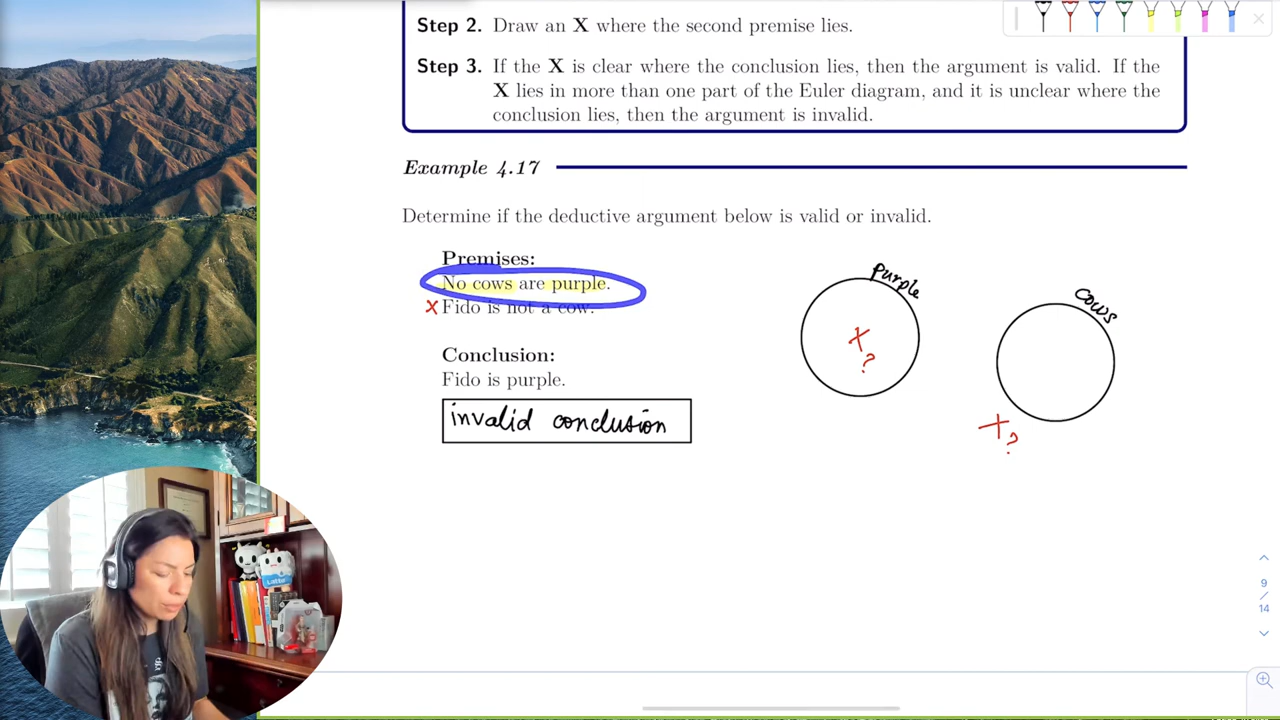 Step 2. Draw an X where the second premise lies.
Step 3. If the X is clear where the conclusion lies, then the argument is valid. If the
X lies in more than one part of the Euler diagram, and it is unclear where the
conclusion lies, then the argument is invalid.
Example 4.17
Determine if the deductive argument below is valid or invalid.
Premises:
No cows are purple.
X Fido is not a cow.
Conclusion:
Fido is purple.
invalid conclusion
purple
X
?
cows
X
?
9
/
14